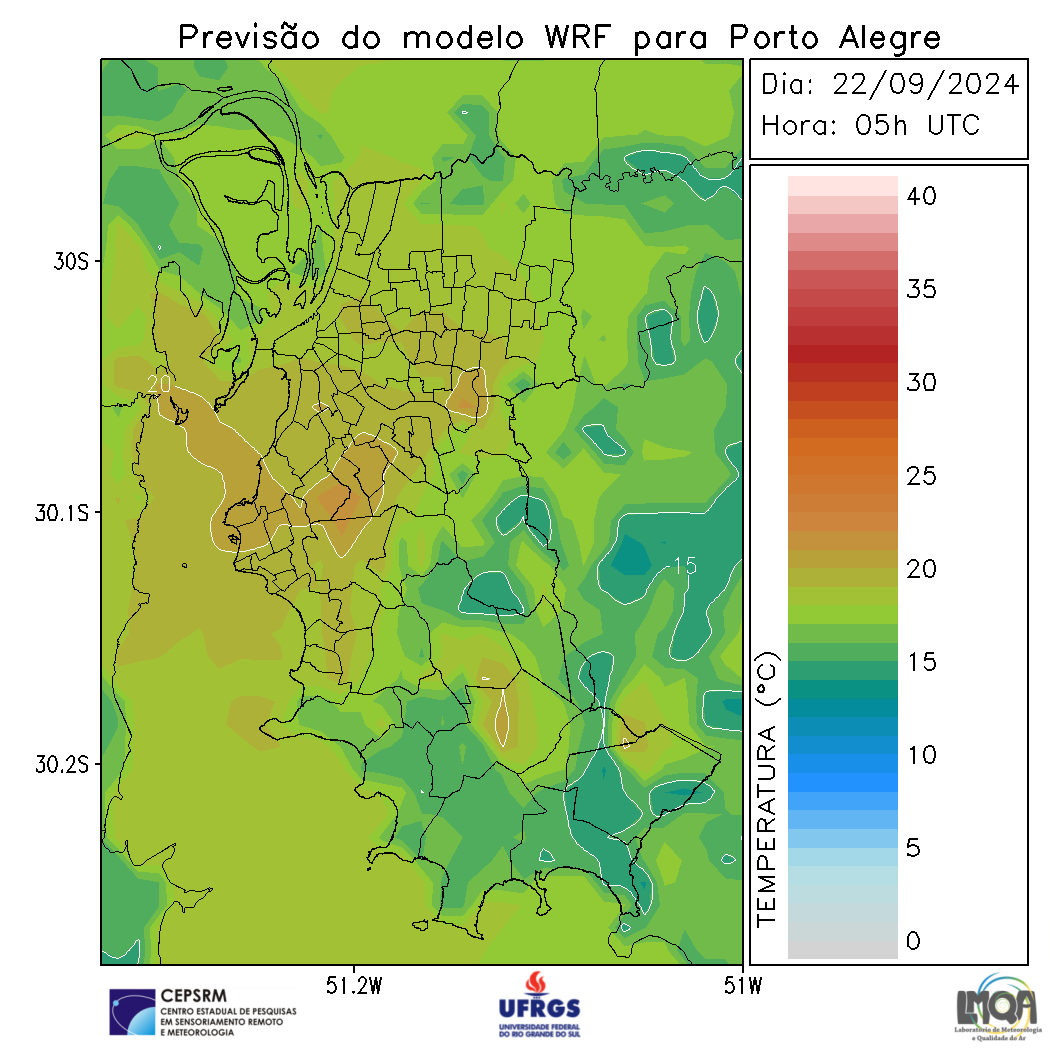 Previsão do modelo WRF para Porto Alegre
Dia: 22/09/2024
Hora: 05h UTC
40
35
30
25
20
15
10
5
0
TEMPERATURA (°C)
30S
30.1S
30.2S
51.2W
51W
20
15
CEPSRM
CENTRO ESTADUAL DE PESQUISAS
EM SENSORIAMENTO REMOTO
E METEOROLOGIA
UFRGS
UNIVERSIDADE FEDERAL
DO RIO GRANDE DO SUL
LMQA
Laboratório de Meteorologia
e Qualidade do Ar